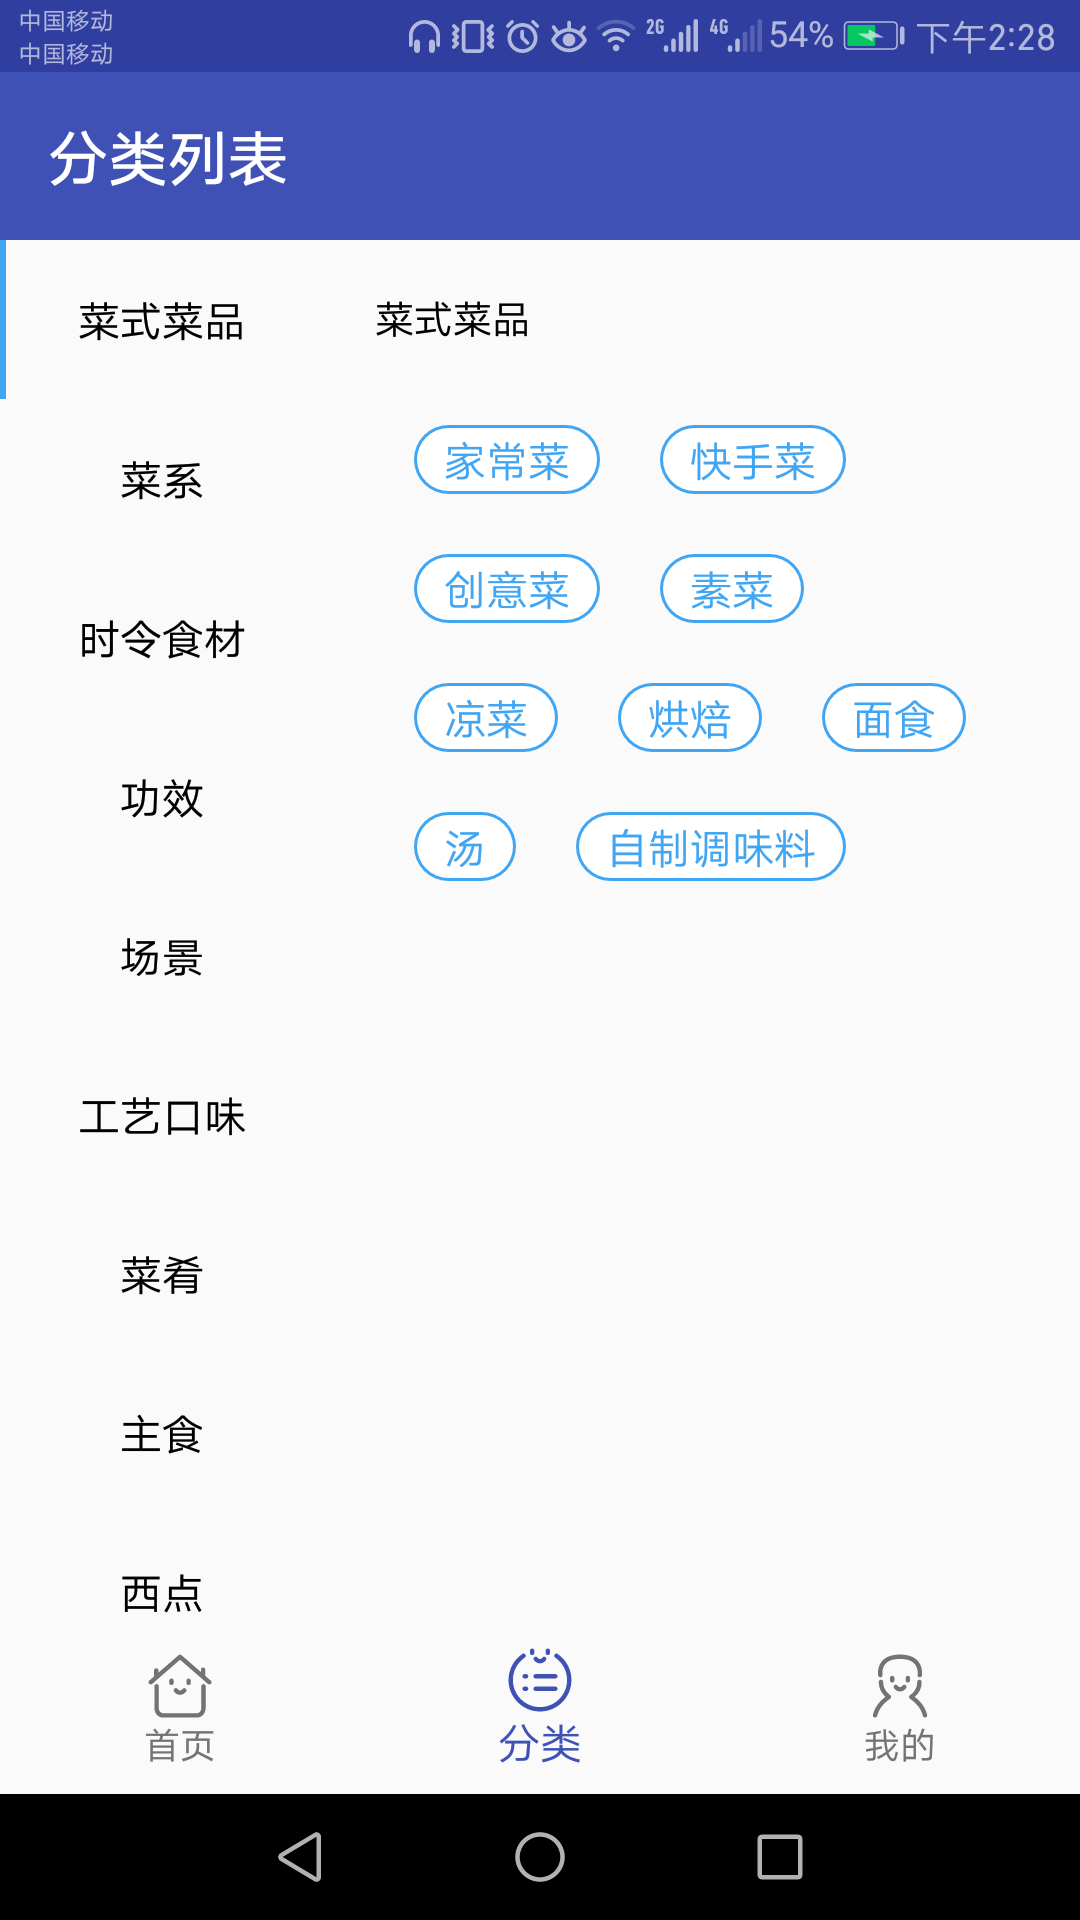 中国移动
中国移动
2G 4G 54% 下午2:28
分类列表
菜式菜品
菜系
时令食材
功效
场景
工艺口味
菜肴
主食
西点
菜式菜品
家常菜 快手菜
创意菜 素菜
凉菜 烘焙 面食
汤 自制调味料
首页 分类 我的